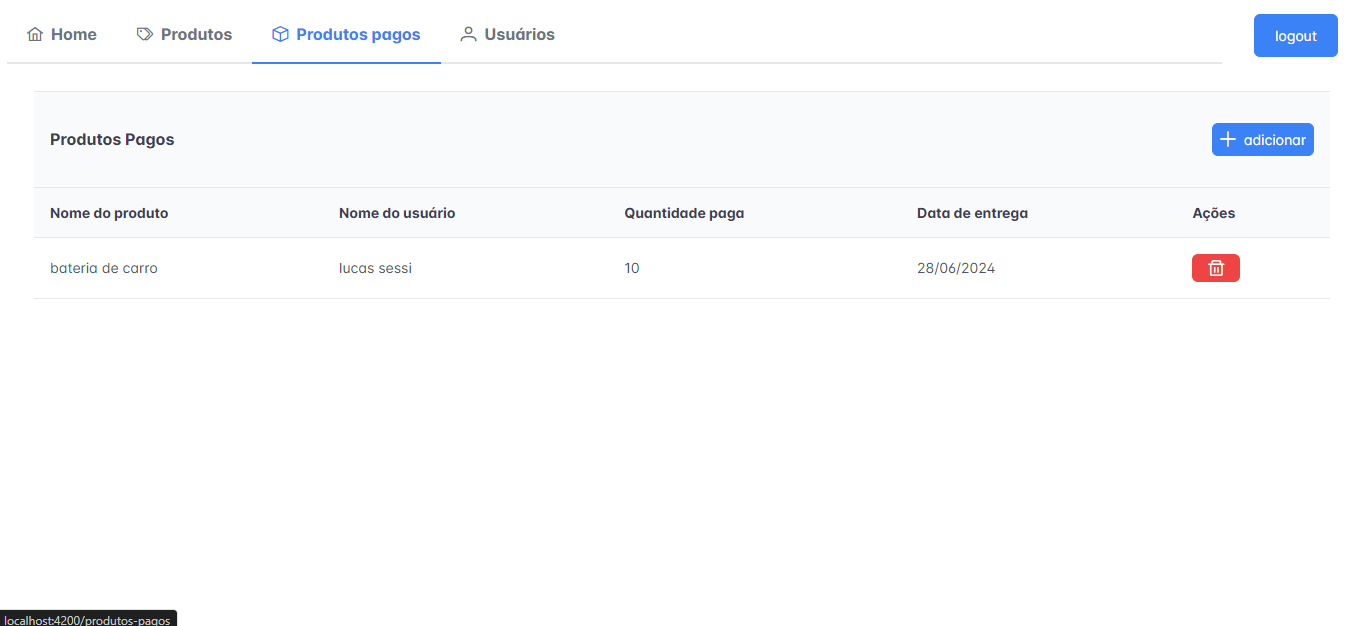 Home Produtos Produtos pagos Usuários logout
Produtos Pagos adicionar
Nome do produto Nome do usuário Quantidade paga Data de entrega Ações
bateria de carro lucas sessi 10 28/06/2024
localhost:4200/produtos-pagos